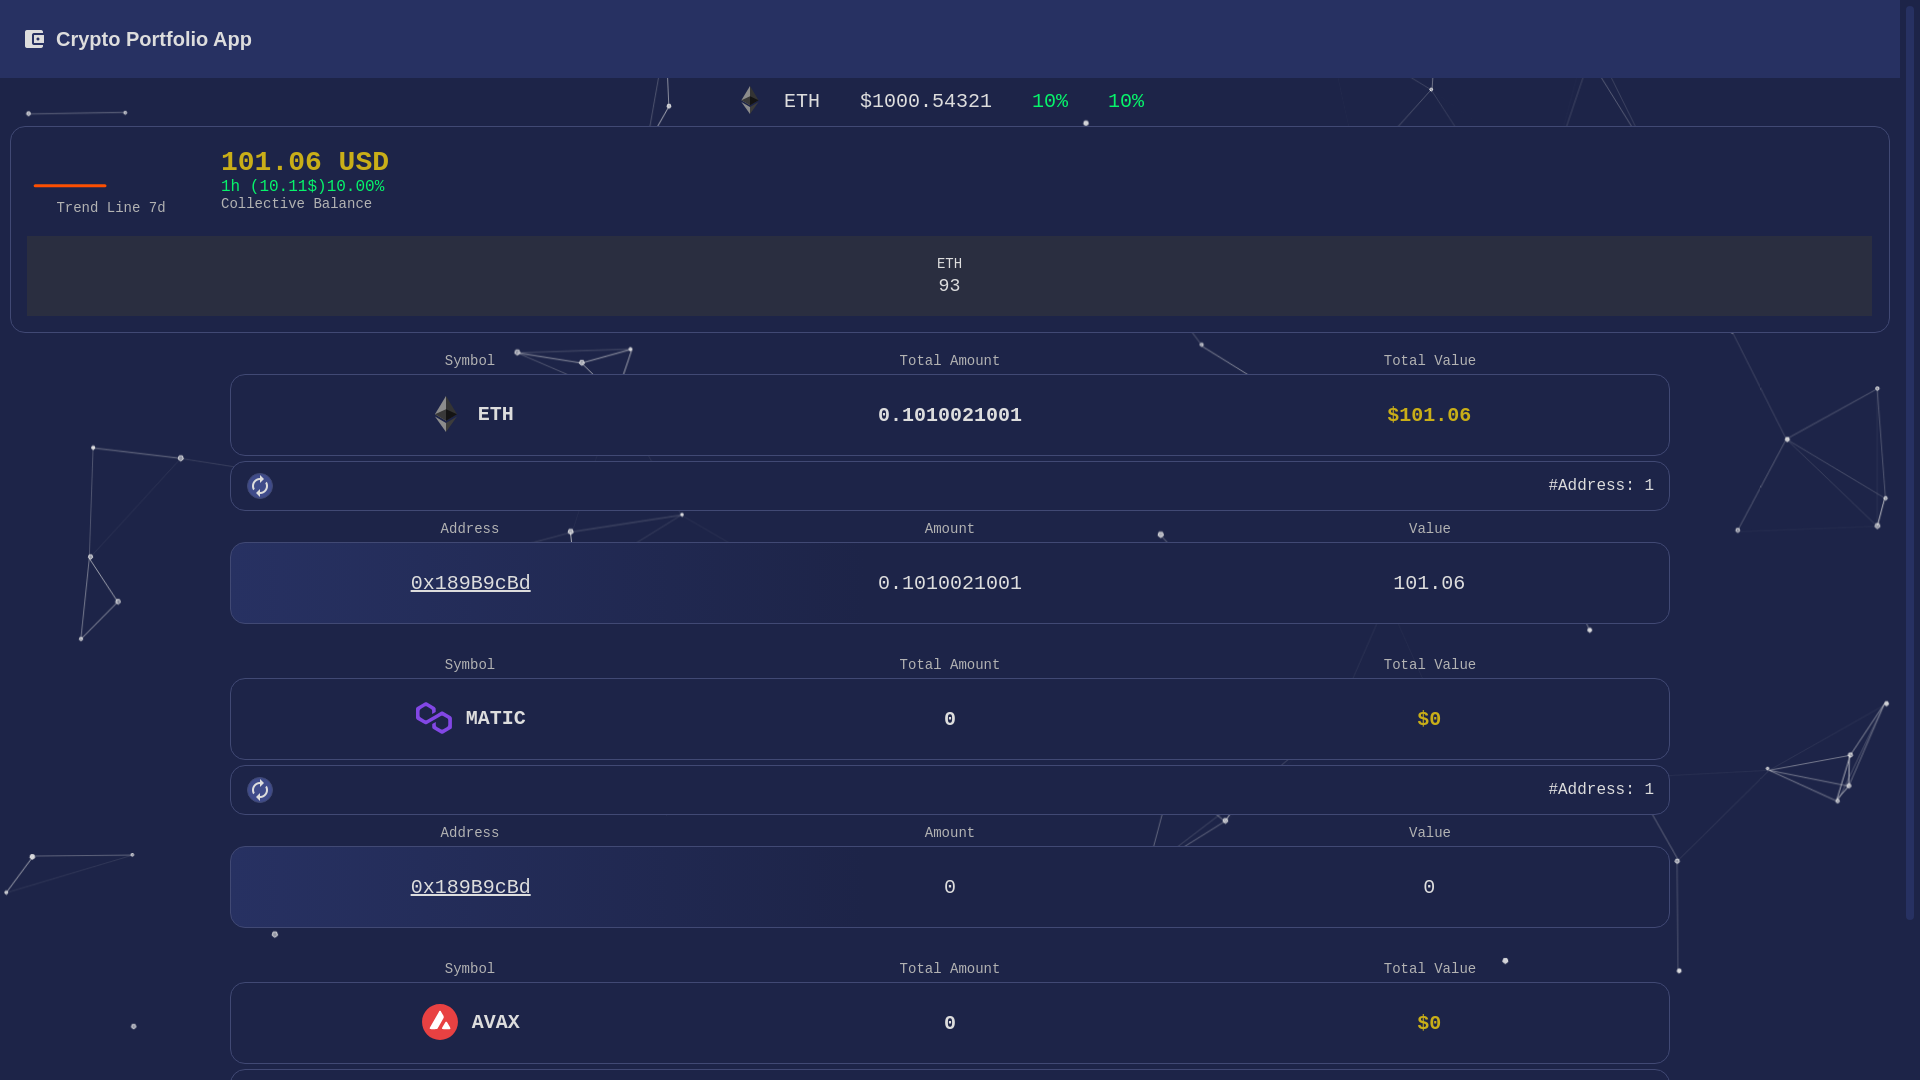 Crypto Portfolio App
ETH $1000.54321 10% 10%
101.06 USD
1h (10.11$)10.00%
Collective Balance
Trend Line 7d
ETH
93
Symbol Total Amount Total Value
ETH 0.1010021001 $101.06
#Address: 1
Address Amount Value
0x189B9cBd 0.1010021001 101.06
Symbol Total Amount Total Value
MATIC 0 $0
#Address: 1
Address Amount Value
0x189B9cBd 0 0
Symbol Total Amount Total Value
AVAX 0 $0